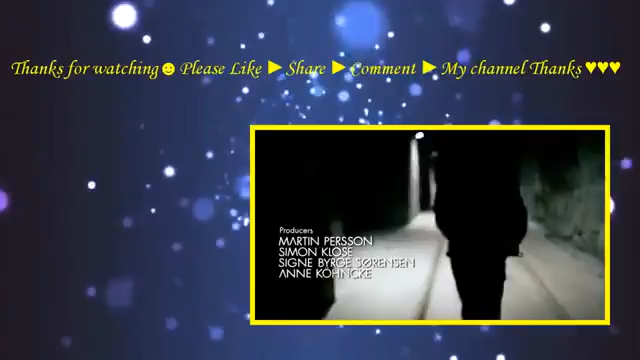 Thanks for watching☻Please Like ►Share ►Comment ►My channel Thanks ♥♥♥
Producers
MARTIN PERSSON
SIMON KLOSE
SIGNE BYRGE SØRENSEN
ANNE KÖHNCKE